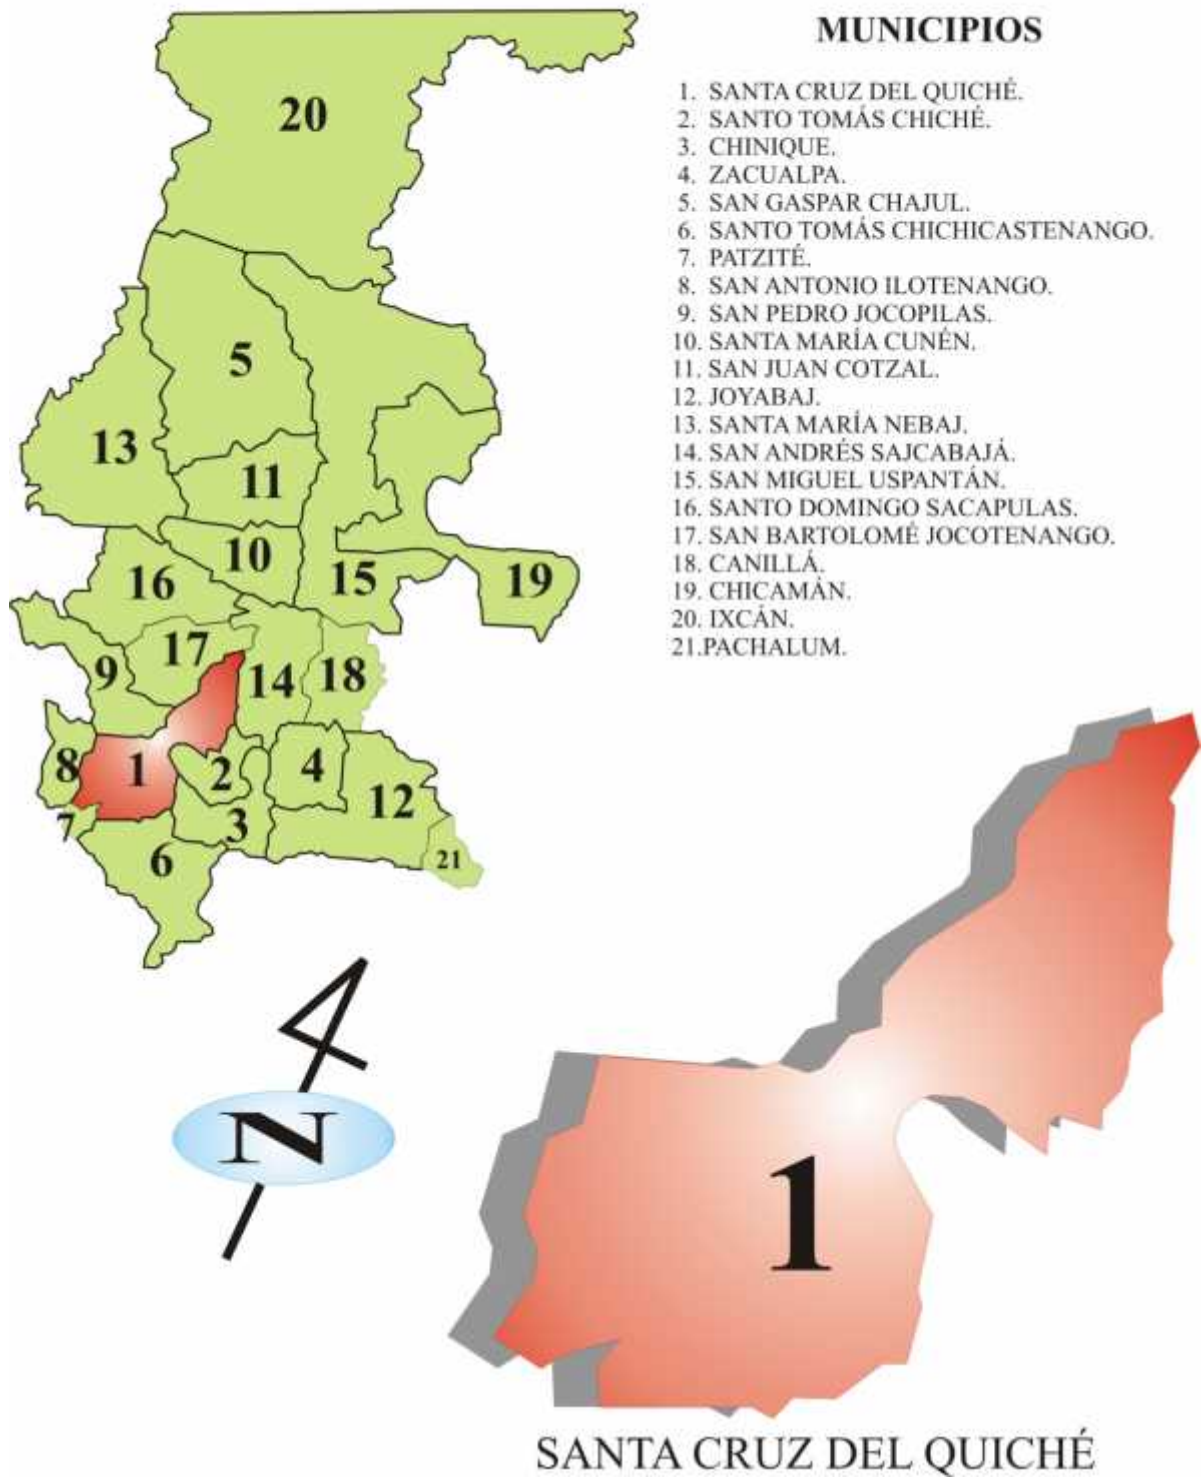 MUNICIPIOS
1. SANTA CRUZ DEL QUICHÉ.
2. SANTO TOMÁS CHICHÉ.
3. CHINIQUE.
4. ZACUALPA.
5. SAN GASPAR CHAJUL.
6. SANTO TOMÁS CHICHICASTENANGO.
7. PATZITÉ.
8. SAN ANTONIO ILOTENANGO.
9. SAN PEDRO JOCOPILAS.
10. SANTA MARÍA CUNÉN.
11. SAN JUAN COTZAL.
12. JOYABAJ.
13. SANTA MARÍA NEBAJ.
14. SAN ANDRÉS SAJCABAJÁ.
15. SAN MIGUEL USPANTÁN.
16. SANTO DOMINGO SACAPULAS.
17. SAN BARTOLOMÉ JOCOTENANGO.
18. CANILLÁ.
19. CHICAMÁN.
20. IXCÁN.
21.PACHALUM.
20
5
13
11
10
16
15
19
17
9
14
18
8
1
2
4
12
7
3
6
21
N
1
SANTA CRUZ DEL QUICHÉ